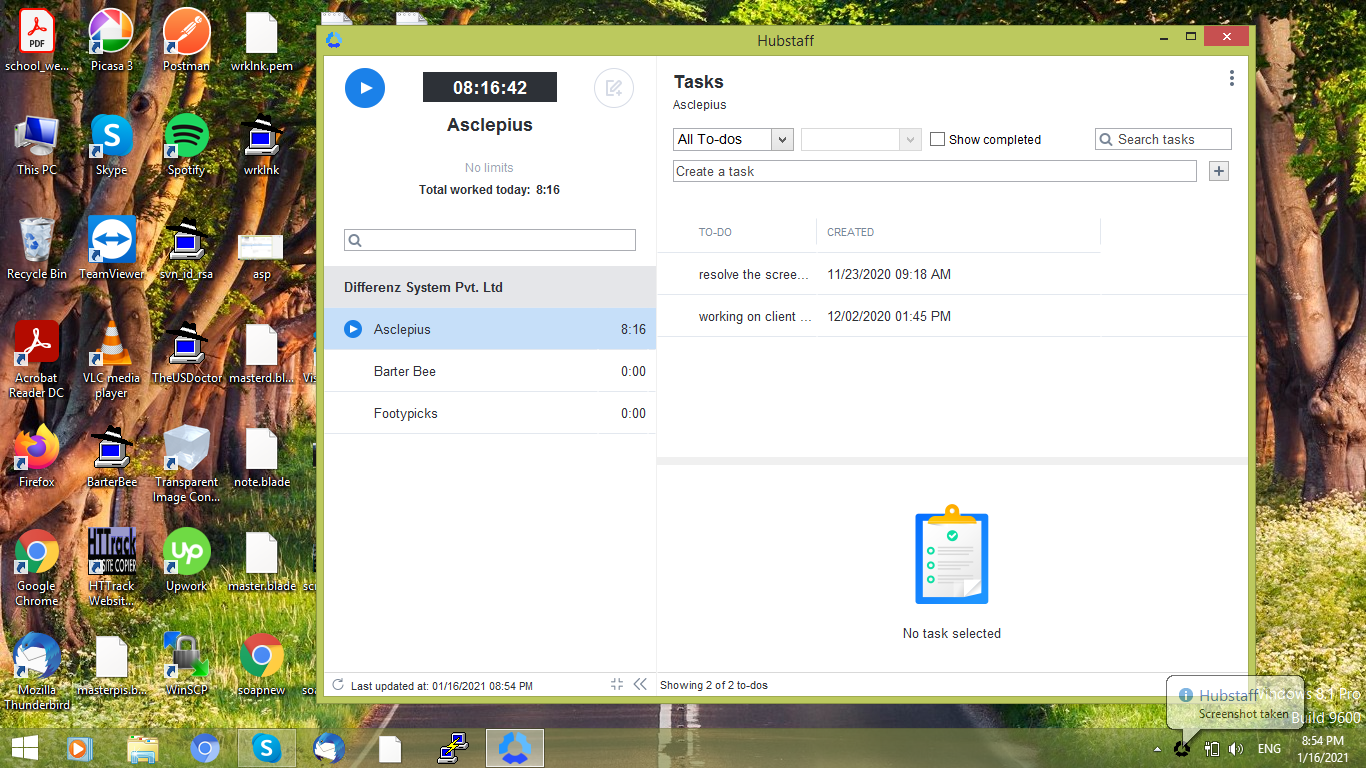 school_we...
Picasa 3
Postman
wrklnk.pem
This PC
Skype
Spotify
wrklnk
Recycle Bin
TeamViewer
svn_id_rsa
asp
Acrobat
Reader DC
VLC media
player
TheUSDoctor
masterd.bl...
Firefox
BarterBee
Transparent
Image Con...
note.blade
Google
Chrome
HTTrack
Websit...
Upwork
master.blade
Mozilla
Thunderbird
masterpis.b...
WinSCP
soapnew
PDF
HTTrack
SITE COPIER
up
Hubstaff
08:16:42
Asclepius
No limits
Total worked today: 8:16
Differenz System Pvt. Ltd
Asclepius 8:16
Barter Bee 0:00
Footypicks 0:00
Last updated at: 01/16/2021 08:54 PM
Tasks
Asclepius
All To-dos
Show completed
Search tasks
Create a task
TO-DO CREATED
resolve the scree... 11/23/2020 09:18 AM
working on client ... 12/02/2020 01:45 PM
No task selected
Showing 2 of 2 to-dos
Hubstaff
Screenshot taken
Windows 8.1 Pro
Build 9600
ENG
8:54 PM
1/16/2021